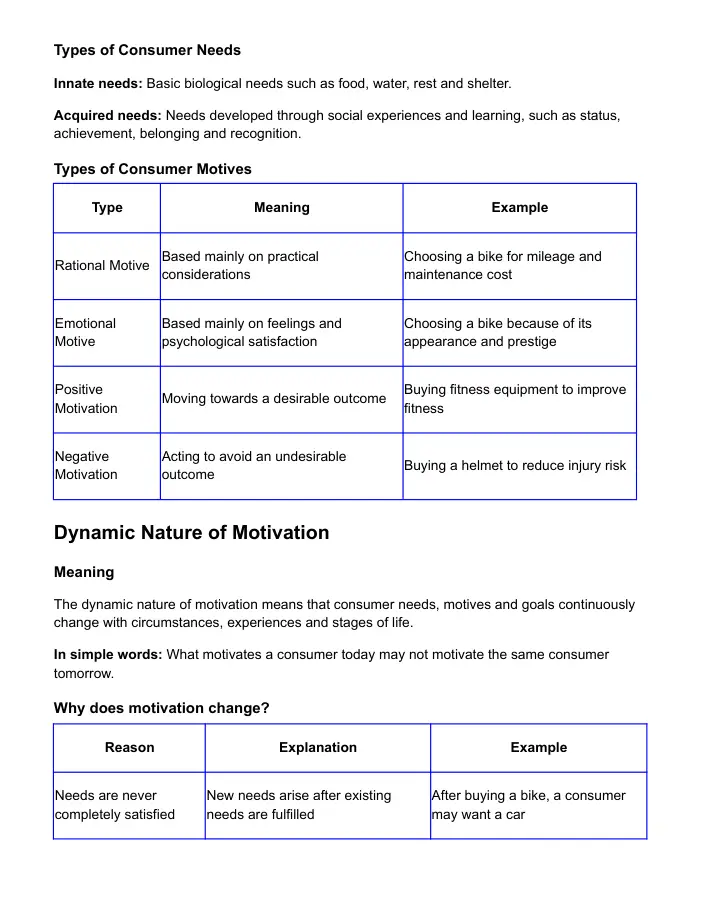 Types of Consumer Needs
Innate needs: Basic biological needs such as food, water, rest and shelter.
Acquired needs: Needs developed through social experiences and learning, such as status,
achievement, belonging and recognition.
Types of Consumer Motives
Type Meaning Example
Rational Motive Based mainly on practical considerations Choosing a bike for mileage and maintenance cost
Emotional Motive Based mainly on feelings and psychological satisfaction Choosing a bike because of its appearance and prestige
Positive Motivation Moving towards a desirable outcome Buying fitness equipment to improve fitness
Negative Motivation Acting to avoid an undesirable outcome Buying a helmet to reduce injury risk
Dynamic Nature of Motivation
Meaning
The dynamic nature of motivation means that consumer needs, motives and goals continuously
change with circumstances, experiences and stages of life.
In simple words: What motivates a consumer today may not motivate the same consumer
tomorrow.
Why does motivation change?
Reason Explanation Example
Needs are never completely satisfied New needs arise after existing needs are fulfilled After buying a bike, a consumer may want a car